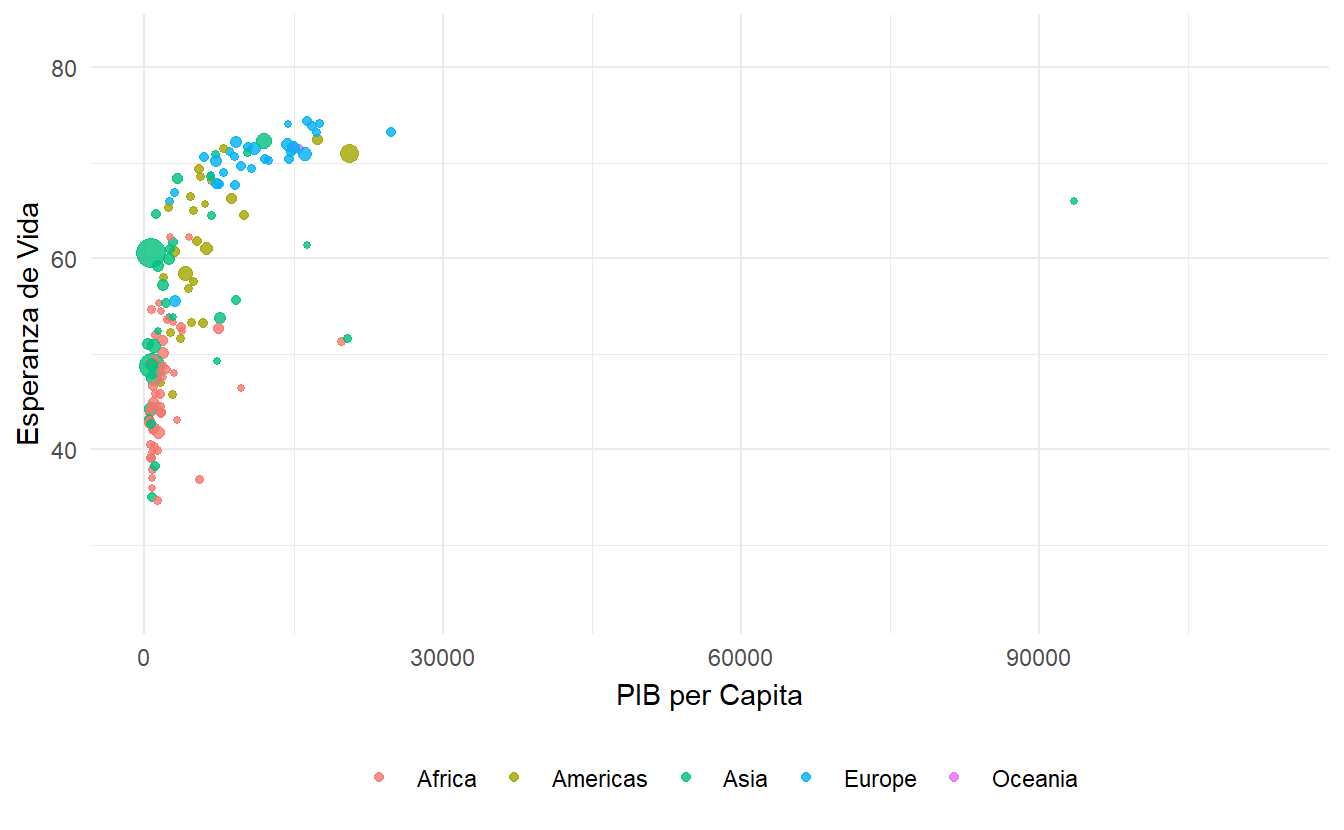 80
60
40
Esperanza de Vida
0 30000 60000 90000
PIB per Capita
Africa Americas Asia Europe Oceania